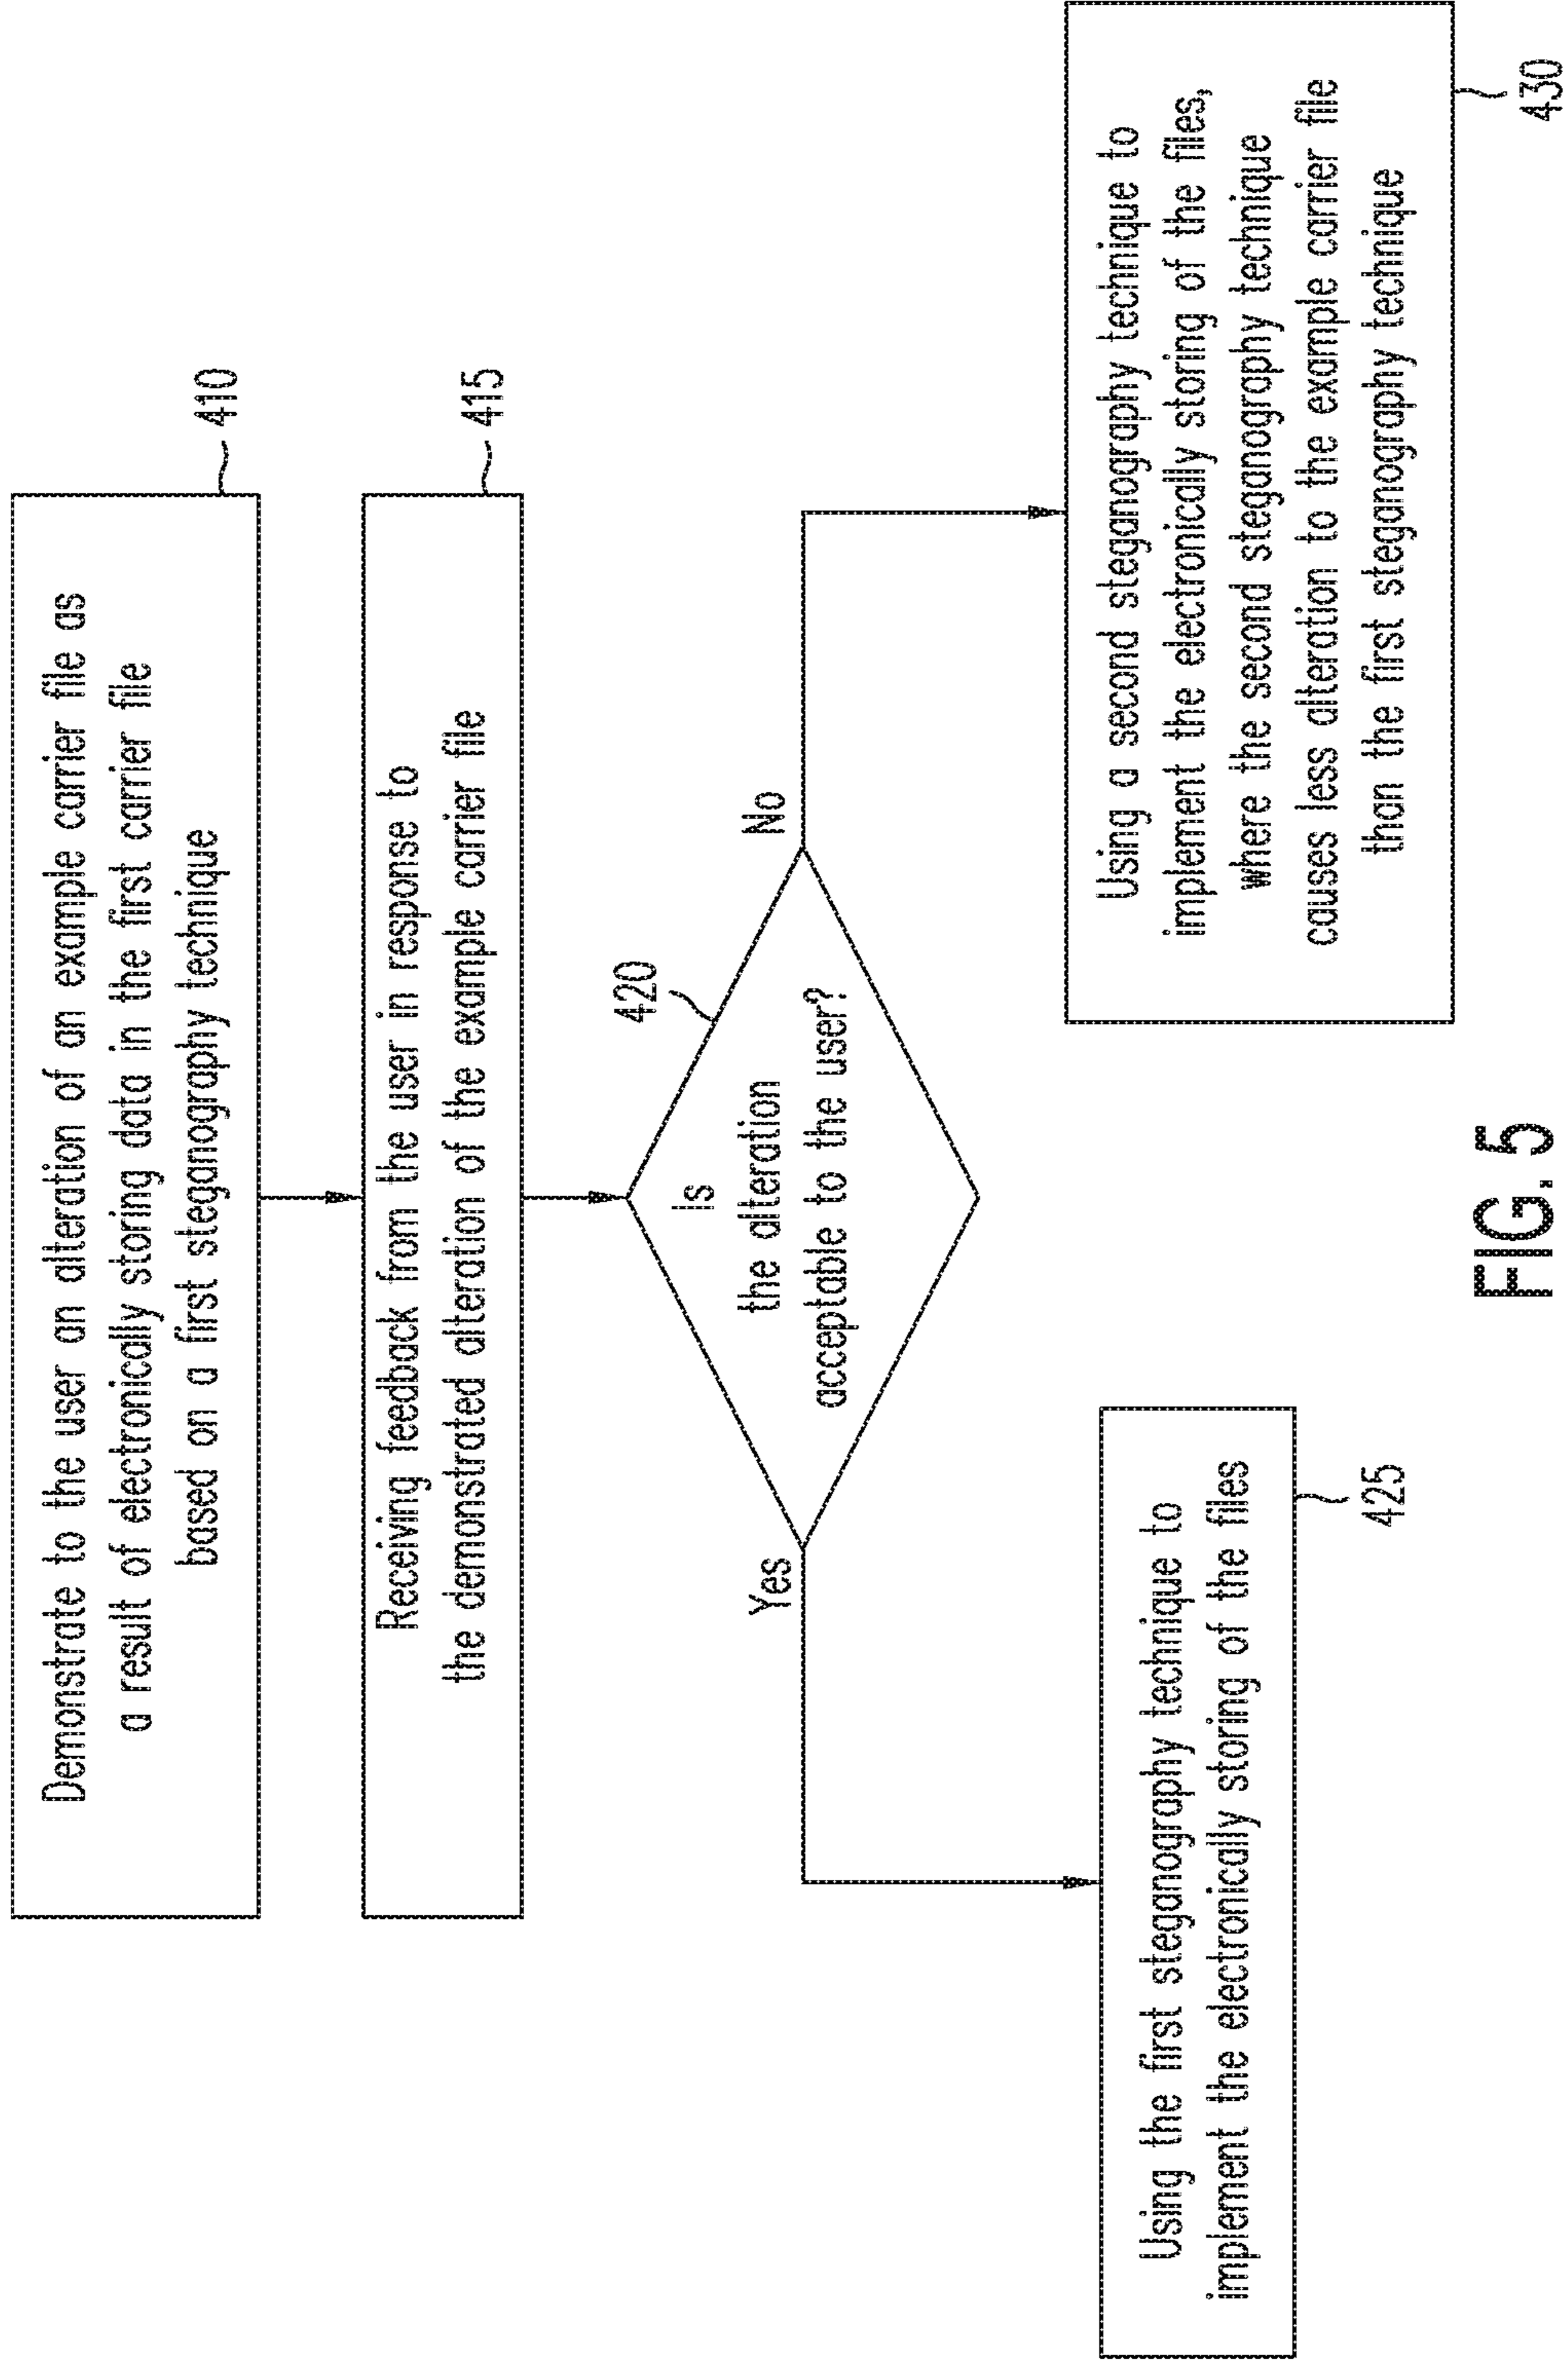 Demonstrate to the user an alteration of an example carrier file as
a result of electronically storing data in the first carrier file
based on a first steganography technique
410
Receiving feedback from the user in response to
the demonstrated alteration of the example carrier file
415
420
Is
the alteration
acceptable to the user?
Yes
No
Using the first steganography technique to
implement the electronically storing of the files
425
Using a second steganography technique to
implement the electronically storing of the files,
where the second steganography technique
causes less alteration to the example carrier file
than the first steganography technique
430
FIG. 5